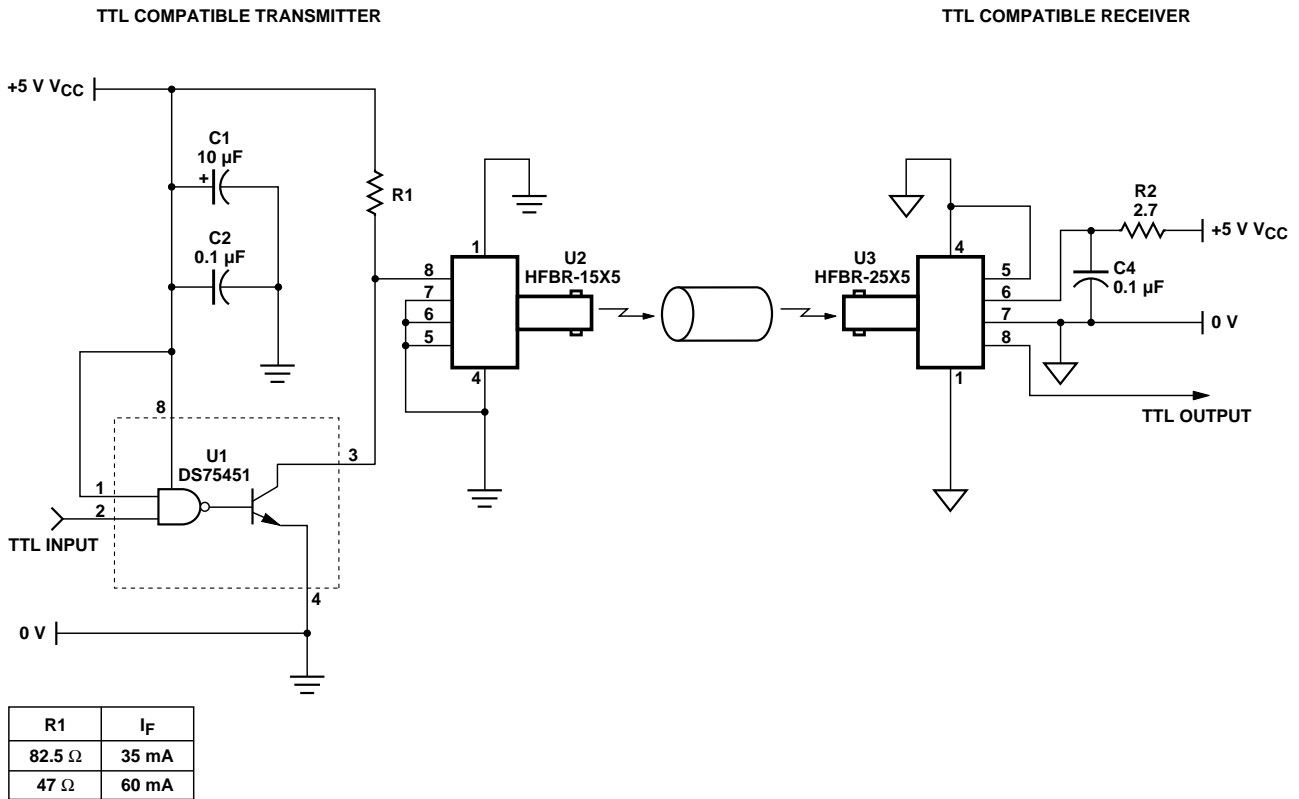 TTL COMPATIBLE TRANSMITTER
TTL COMPATIBLE RECEIVER
+5 V VCC
C1
10 µF
+
C2
0.1 µF
R1
8
U1
DS75451
1
2
3
4
TTL INPUT
0 V
1
8
7
6
5
4
U2
HFBR-15X5
U3
HFBR-25X5
4
5
6
7
8
1
R2
2.7
+5 V VCC
C4
0.1 µF
0 V
TTL OUTPUT
R1 IF
82.5 Ω 35 mA
47 Ω 60 mA